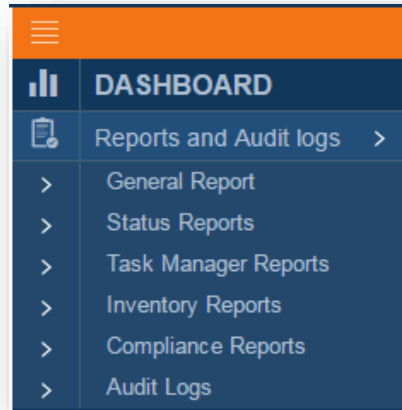 DASHBOARD
Reports and Audit logs
General Report
Status Reports
Task Manager Reports
Inventory Reports
Compliance Reports
Audit Logs